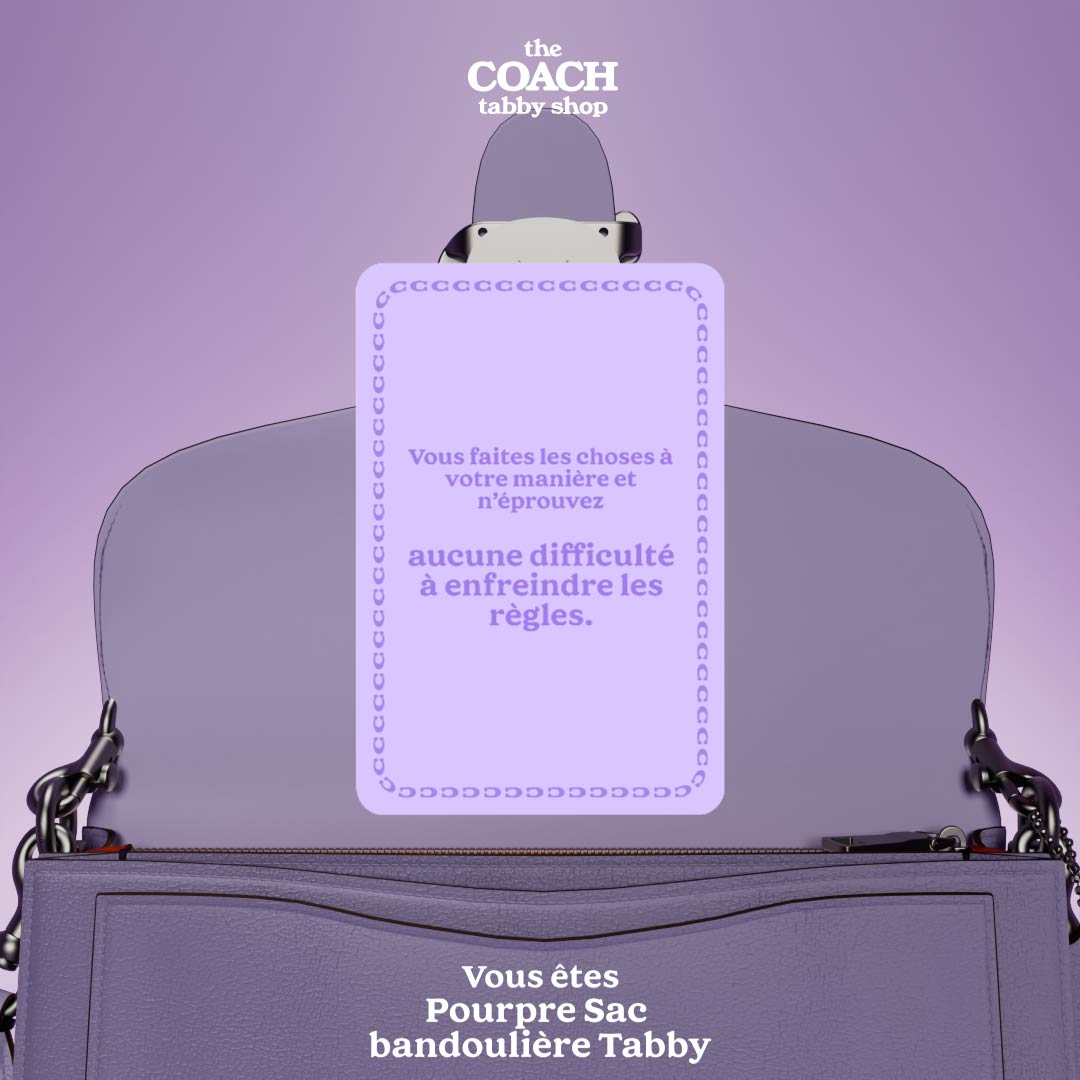 the
COACH
tabby shop
Vous faites les choses à
votre manière et
n’éprouvez
aucune difficulté
à enfreindre les
règles.
Vous êtes
Pourpre Sac
bandoulière Tabby